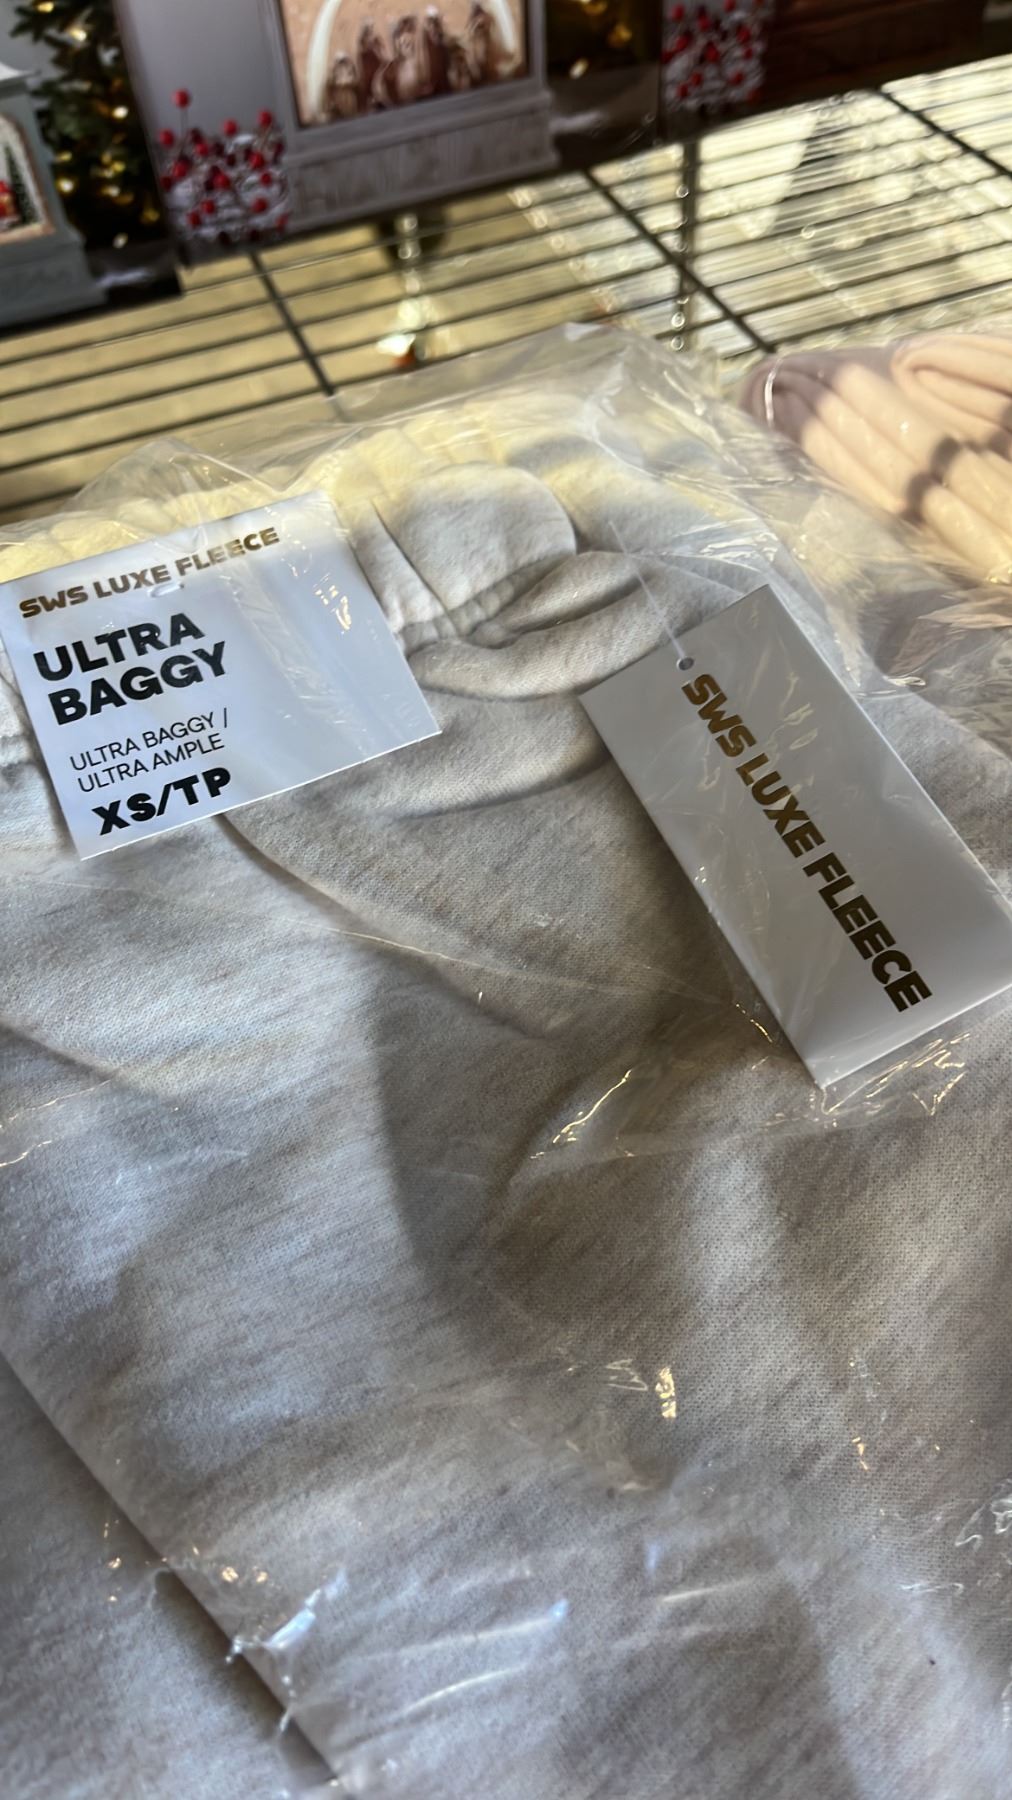 SWS LUXE FLEECE
ULTRA
BAGGY
ULTRA BAGGY /
ULTRA AMPLE
XS/TP
SWS LUXE FLEECE